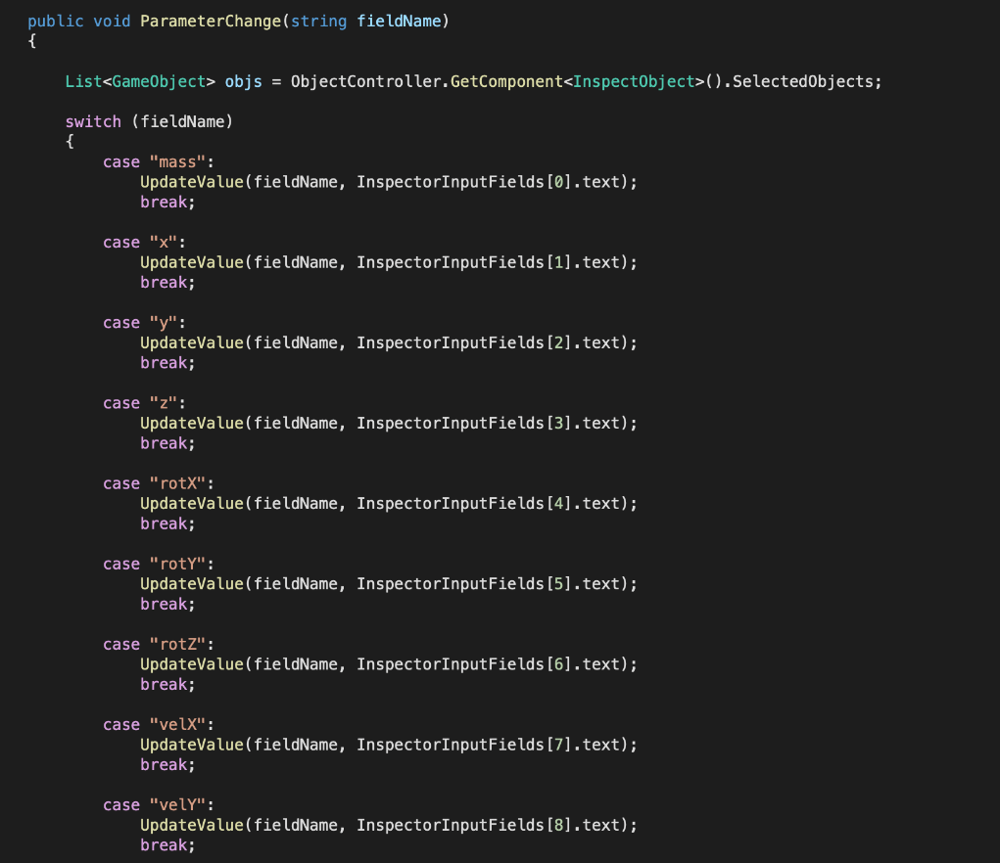 public void ParameterChange(string fieldName)
{
List<GameObject> objs = ObjectController.GetComponent<InspectObject>().SelectedObjects;
switch (fieldName)
{
case "mass":
UpdateValue(fieldName, InspectorInputFields[0].text);
break;
case "x":
UpdateValue(fieldName, InspectorInputFields[1].text);
break;
case "y":
UpdateValue(fieldName, InspectorInputFields[2].text);
break;
case "z":
UpdateValue(fieldName, InspectorInputFields[3].text);
break;
case "rotX":
UpdateValue(fieldName, InspectorInputFields[4].text);
break;
case "rotY":
UpdateValue(fieldName, InspectorInputFields[5].text);
break;
case "rotZ":
UpdateValue(fieldName, InspectorInputFields[6].text);
break;
case "velX":
UpdateValue(fieldName, InspectorInputFields[7].text);
break;
case "velY":
UpdateValue(fieldName, InspectorInputFields[8].text);
break;